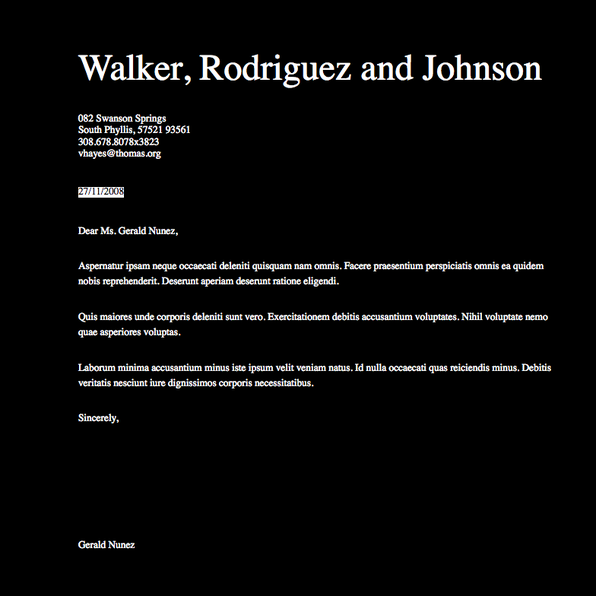 Walker, Rodriguez and Johnson
082 Swanson Springs
South Phyllis, 57521 93561
308.678.8078x3823
vhayes@thomas.org
27/11/2008
Dear Ms. Gerald Nunez,
Aspernatur ipsam neque occaecati deleniti quisquam nam omnis. Facere praesentium perspiciatis omnis ea quidem
nobis reprehenderit. Deserunt aperiam deserunt ratione eligendi.
Quis maiores unde corporis deleniti sunt vero. Exercitationem debitis accusantium voluptates. Nihil voluptate nemo
quae asperiores voluptas.
Laborum minima accusantium minus iste ipsum velit veniam natus. Id nulla occaecati quas reiciendis minus. Debitis
veritatis nesciunt iure dignissimos corporis necessitatibus.
Sincerely,
Gerald Nunez